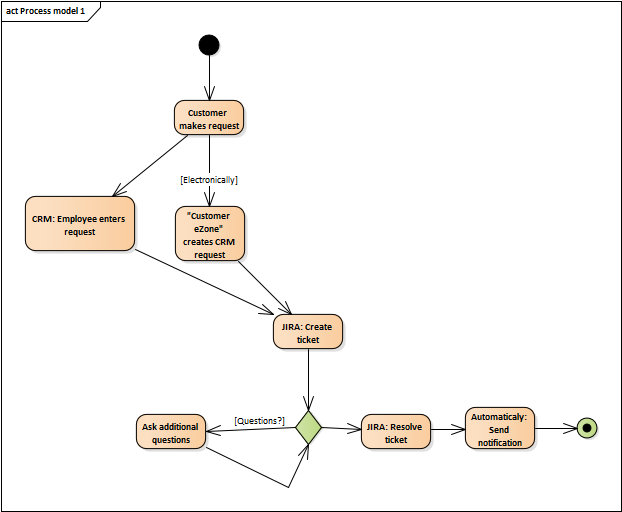 act Process model 1
Customer
makes request
[Electronically]
CRM: Employee enters
request
"Customer
eZone"
creates CRM
request
JIRA: Create
ticket
[Questions?]
Ask additional
questions
JIRA: Resolve
ticket
Automaticaly:
Send
notification